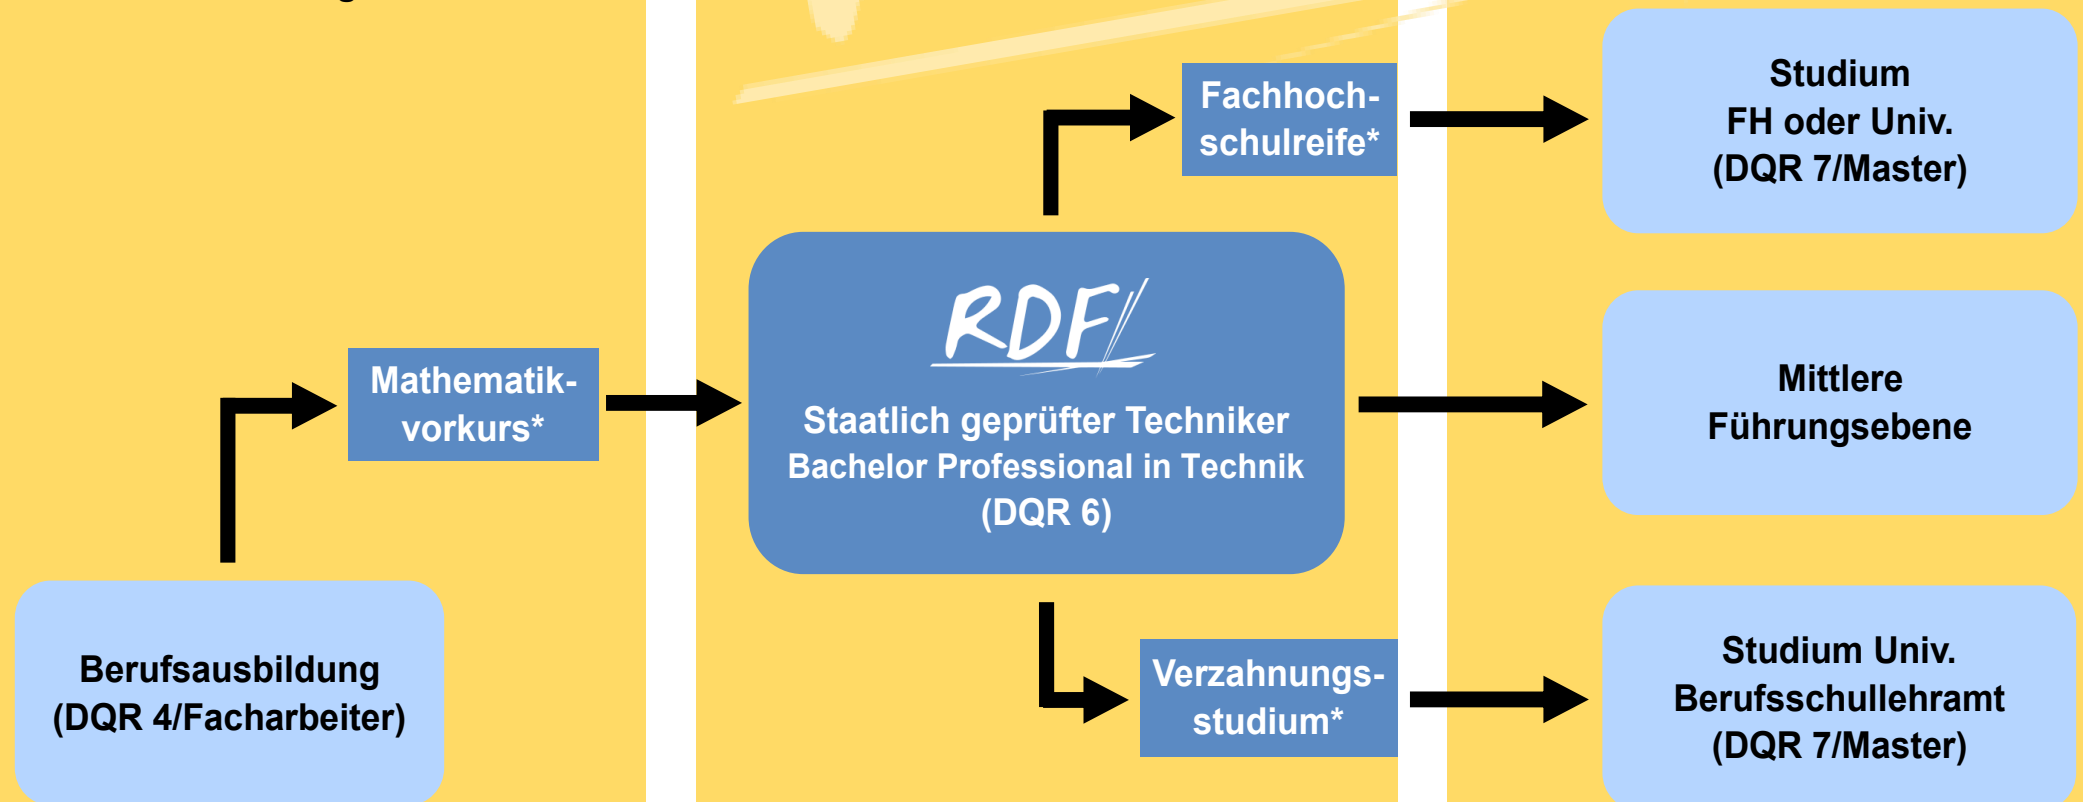 Fachhoch-
schulreife*
Studium
FH oder Univ.
(DQR 7/Master)
RDF
Mathematik-
vorkurs*
Staatlich geprüfter Techniker
Bachelor Professional in Technik
(DQR 6)
Mittlere
Führungsebene
Berufsausbildung
(DQR 4/Facharbeiter)
Verzahnungs-
studium*
Studium Univ.
Berufsschullehramt
(DQR 7/Master)